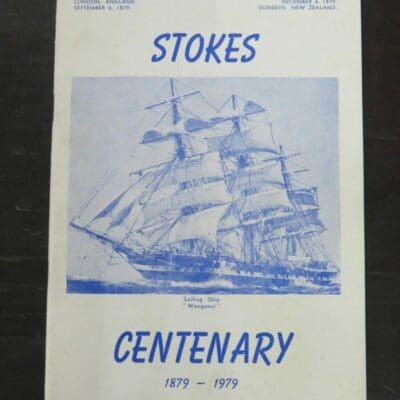 LONDON, ENGLAND.
SEPTEMBER 6, 1879.
DECEMBER 4, 1879.
DUNEDIN, NEW ZEALAND.
STOKES
Sailing Ship
"Wanganui"
CENTENARY
1879 – 1979